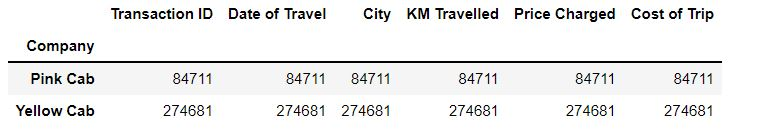 Transaction ID Date of Travel City KM Travelled Price Charged Cost of Trip
Company
Pink Cab 84711 84711 84711 84711 84711 84711
Yellow Cab 274681 274681 274681 274681 274681 274681